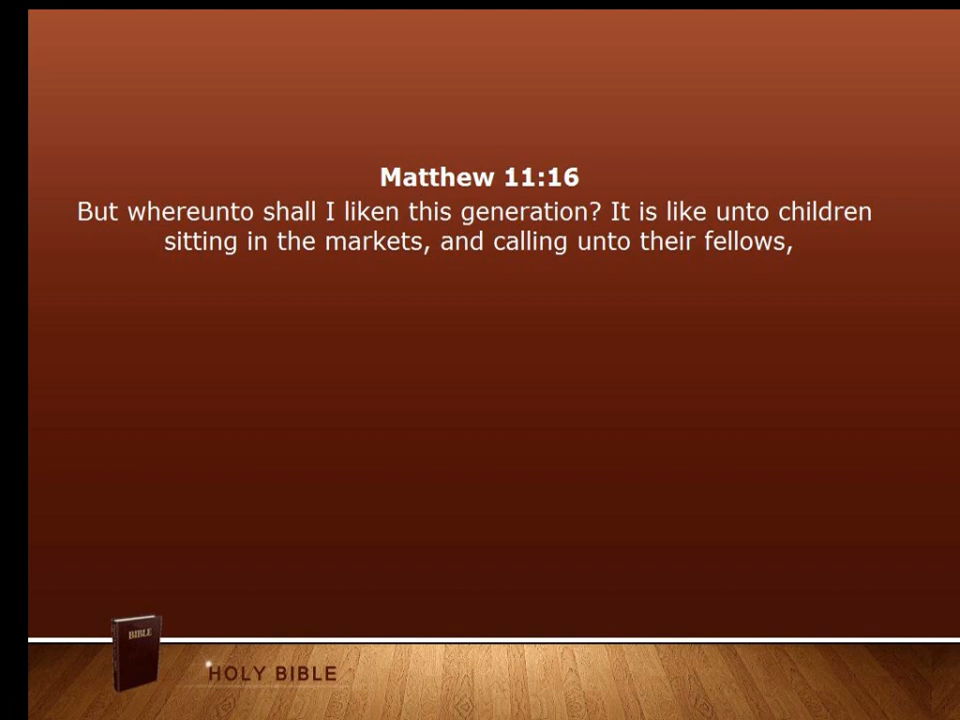 Matthew 11:16
But whereunto shall I liken this generation? It is like unto children
sitting in the markets, and calling unto their fellows,
BIBLE
HOLY BIBLE